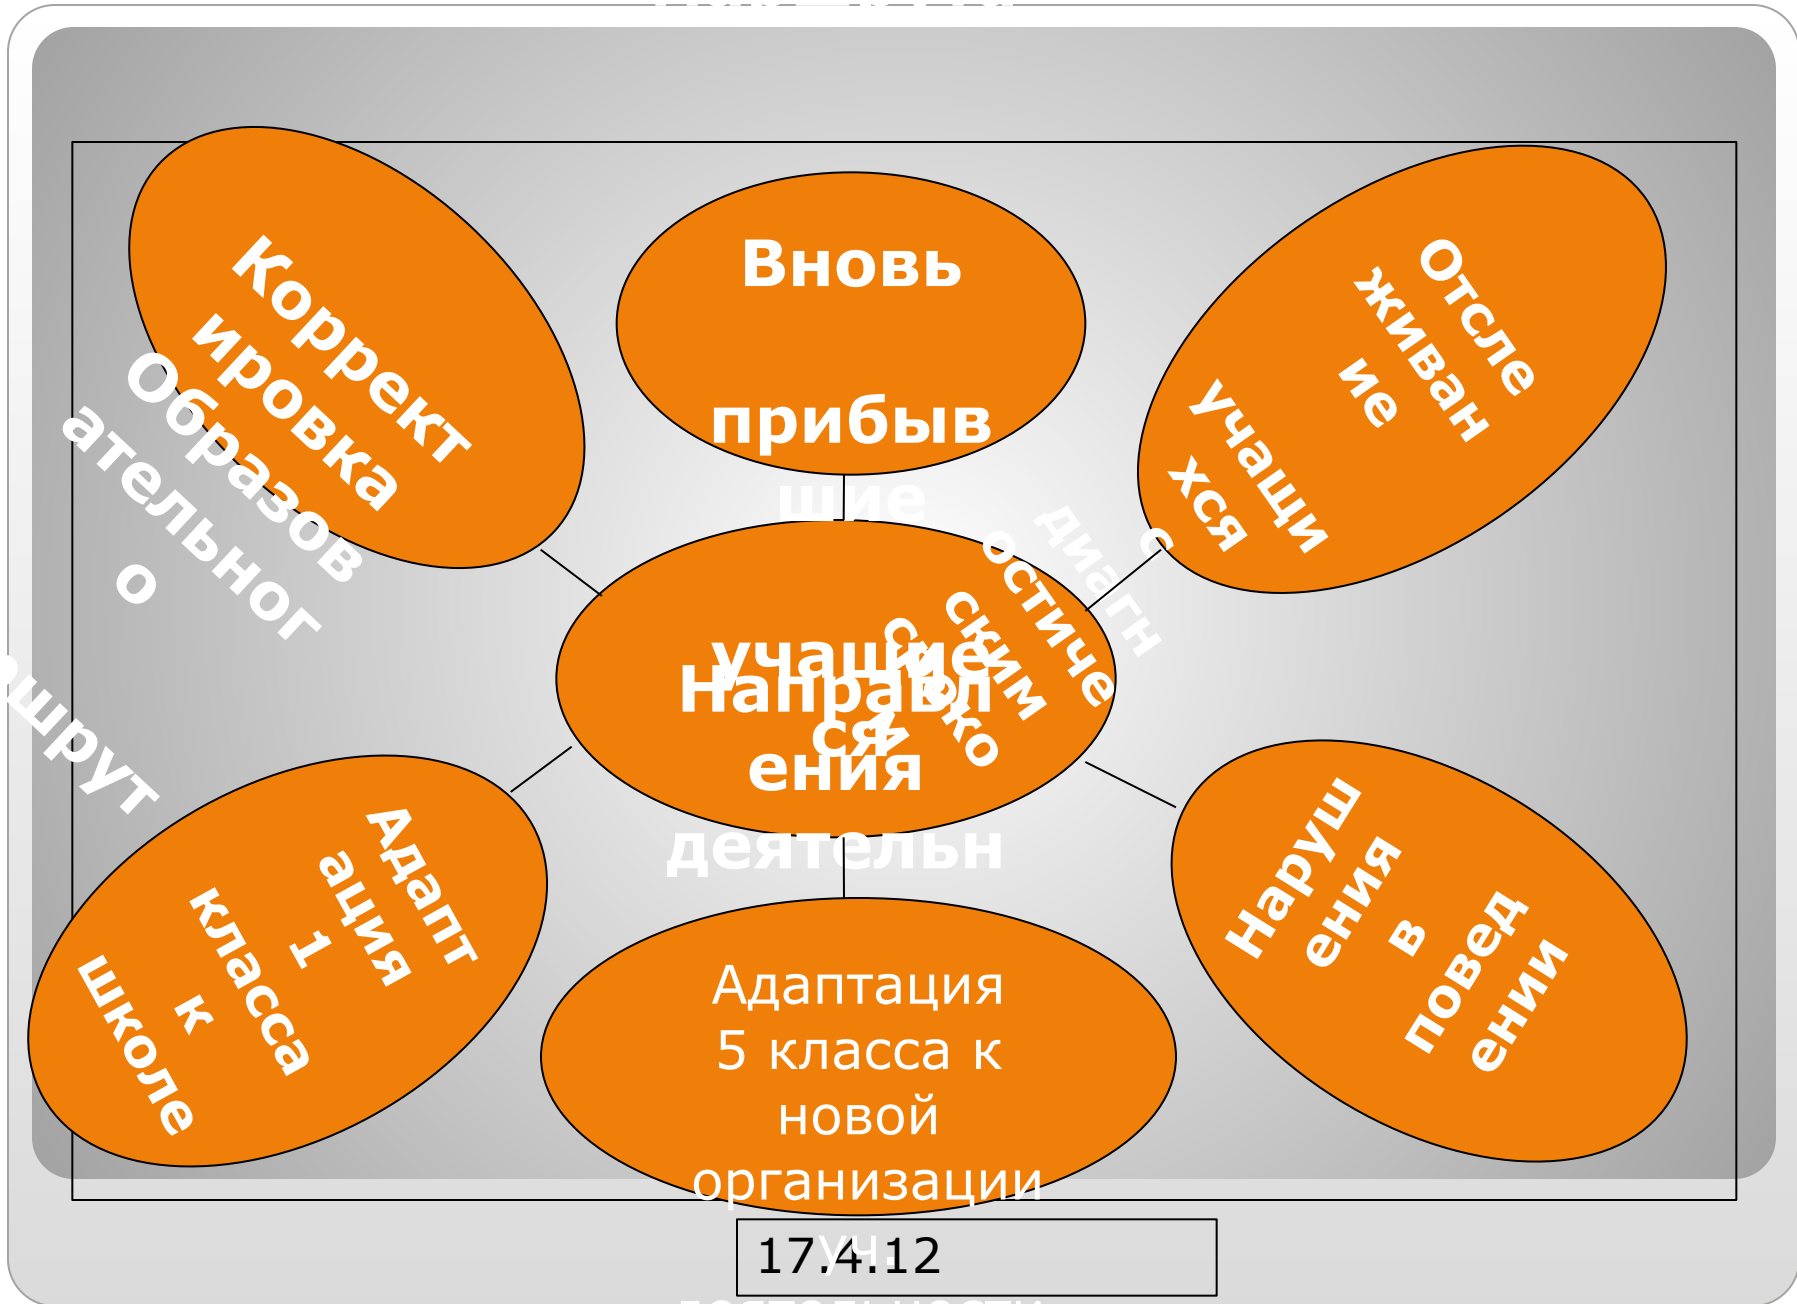 Коррект
ировка
Образов
ательног
о
шрут
Вновь
прибыв
шие
учащие
ся
Отсле
живан
ие
учащи
хся
с
диагн
остиче
ским
Направл
ения
деятельн
Адапт
ация
1
класса
к
школе
Адаптация
5 класса к
новой
организации
уч.
деятельности
Наруш
ения
в
повед
ении
17.4.12